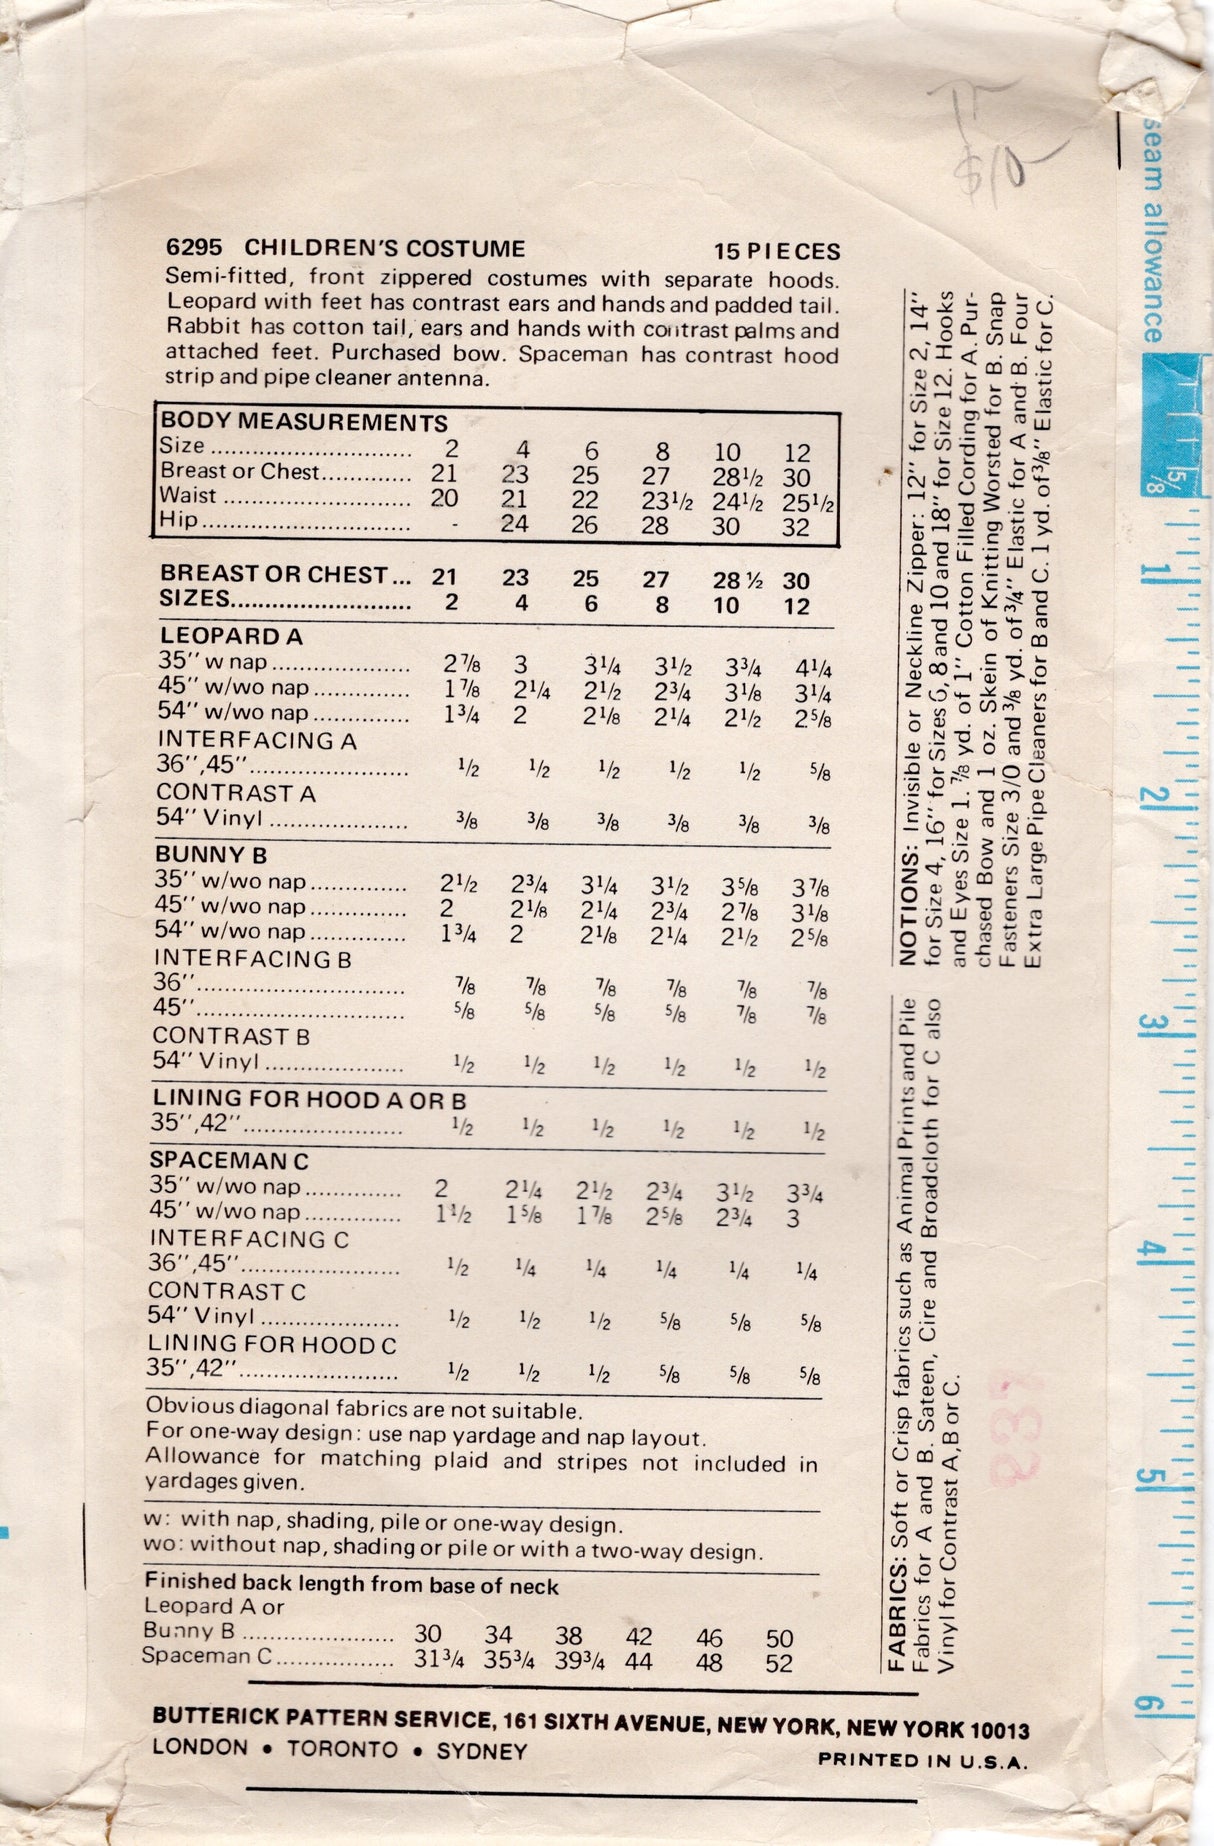 6295 CHILDREN'S COSTUME 15 PIECES
Semi-fitted, front zippered costumes with separate hoods.
Leopard with feet has contrast ears and hands and padded tail.
Rabbit has cotton tail, ears and hands with contrast palms and
attached feet. Purchased bow. Spaceman has contrast hood
strip and pipe cleaner antenna.
BODY MEASUREMENTS
Size ............................ 2 4 6 8 10 12
Breast or Chest............. 21 23 25 27 28½ 30
Waist .......................... 20 21 22 23½ 24½ 25½
Hip............................. - 24 26 28 30 32
BREAST OR CHEST... 21 23 25 27 28 ½ 30
SIZES......................... 2 4 6 8 10 12
LEOPARD A
35" w nap ................... 2⅞ 3 3¼ 3½ 3¾ 4¼
45" w/wo nap ............. 1⅞ 2¼ 2½ 2¾ 3⅛ 3¼
54" w/wo nap ............. 1¾ 2 2⅛ 2¼ 2½ 2⅝
INTERFACING A
36",45"...................... ½ ½ ½ ½ ½ ⅝
CONTRAST A
54" Vinyl ................... ⅜ ⅜ ⅜ ⅜ ⅜ ⅜
BUNNY B
35" w/wo nap............. 2½ 2¾ 3¼ 3½ 3⅝ 3⅞
45" w/wo nap ............. 2 2⅛ 2¼ 2¾ 2⅞ 3⅛
54" w/wo nap ............. 1¾ 2 2⅛ 2¼ 2½ 2⅝
INTERFACING B
36"............................. ⅞ ⅞ ⅞ ⅞ ⅞ ⅞
45"............................. ⅝ ⅝ ⅝ ⅝ ⅞ ⅞
CONTRAST B
54" Vinyl ................... ½ ½ ½ ½ ½ ½
LINING FOR HOOD A OR B
35",42"...................... ½ ½ ½ ½ ½ ½
SPACEMAN C
35" w/wo nap ............. 2 2¼ 2½ 2¾ 3½ 3¾
45" w/wo nap ............. 1½ 1⅝ 1⅞ 2⅝ 2¾ 3
INTERFACING C
36",45"...................... ½ ¼ ¼ ¼ ¼ ¼
CONTRAST C
54" Vinyl ................... ½ ½ ½ ⅝ ⅝ ⅝
LINING FOR HOOD C
35",42"...................... ½ ½ ½ ⅝ ⅝ ⅝
Obvious diagonal fabrics are not suitable.
For one-way design: use nap yardage and nap layout.
Allowance for matching plaid and stripes not included in
yardages given.
w: with nap, shading, pile or one-way design.
wo: without nap, shading or pile or with a two-way design.
Finished back length from base of neck
Leopard A or
Bunny B ...................... 30 34 38 42 46 50
Spaceman C................. 31¾ 35¾ 39¾ 44 48 52
BUTTERICK PATTERN SERVICE, 161 SIXTH AVENUE, NEW YORK, NEW YORK 10013
LONDON • TORONTO • SYDNEY PRINTED IN U.S.A.
NOTIONS: Invisible or Neckline Zipper: 12" for Size 2, 14"
for Size 4, 16" for Sizes 6, 8 and 10 and 18" for Size 12. Hooks
and Eyes Size 1. ⅞ yd. of 1" Cotton Filled Cording for A. Pur-
chased Bow and 1 oz. Skein of Knitting Worsted for B. Snap
Fasteners Size 3/0 and ⅜ yd. of ¾" Elastic for A and B. Four
Extra Large Pipe Cleaners for B and C. 1 yd. of ⅜" Elastic for C.
FABRICS: Soft or Crisp fabrics such as Animal Prints and Pile
Fabrics for A and B. Sateen, Cire and Broadcloth for C also
Vinyl for Contrast A, B or C.
$10
seam allowance
⅝
1
2
3
4
5
6